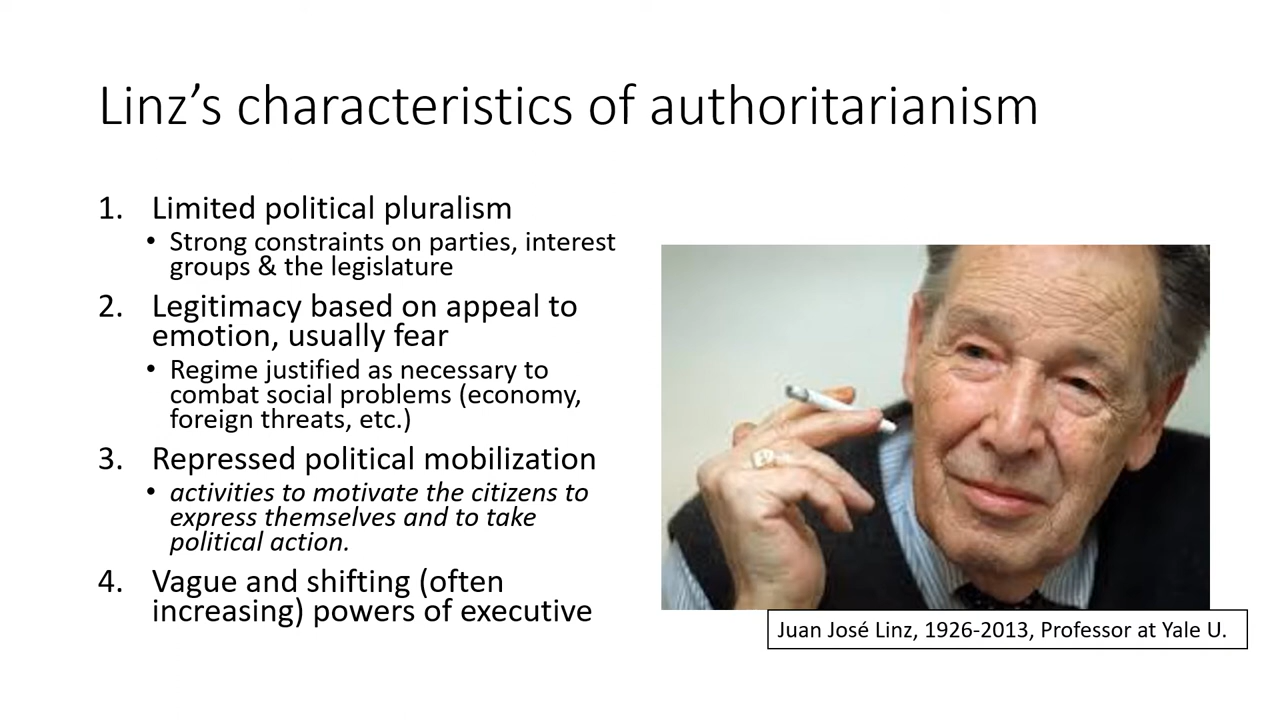 Linz’s characteristics of authoritarianism
1. Limited political pluralism
• Strong constraints on parties, interest
groups & the legislature
2. Legitimacy based on appeal to
emotion, usually fear
• Regime justified as necessary to
combat social problems (economy,
foreign threats, etc.)
3. Repressed political mobilization
• activities to motivate the citizens to
express themselves and to take
political action.
4. Vague and shifting (often
increasing) powers of executive
Juan José Linz, 1926-2013, Professor at Yale U.